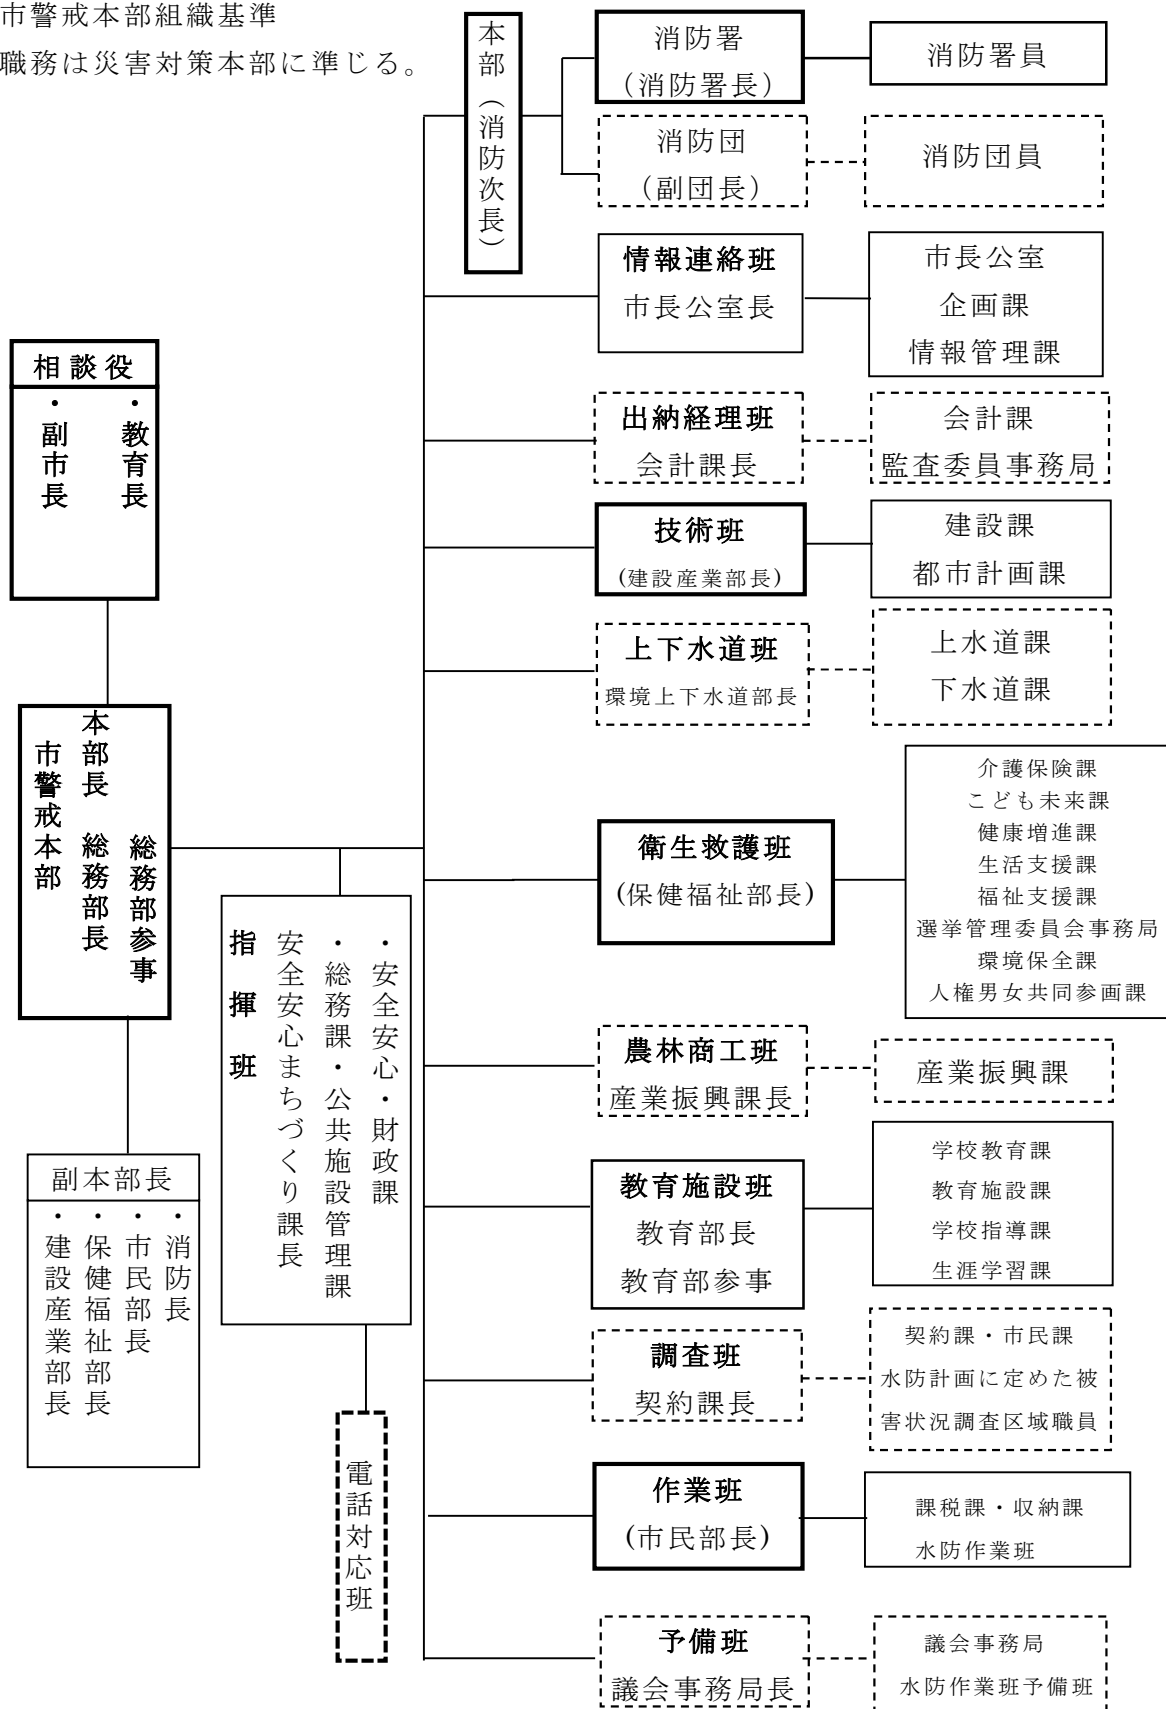 市警戒本部組織基準
職務は災害対策本部に準じる。
相談役
・教育長
・副市長
市警戒本部
本部長 総務部長
総務部参事
副本部長
・消防長
・市民部長
・保健福祉部長
・建設産業部長
指揮班
安全安心まちづくり課長
・総務課・公共施設管理課
・安全安心・財政課
電話対応班
本部(消防次長)
消防署
(消防署長)
消防署員
消防団
(副団長)
消防団員
情報連絡班
市長公室長
市長公室
企画課
情報管理課
出納経理班
会計課長
会計課
監査委員事務局
技術班
(建設産業部長)
建設課
都市計画課
上下水道班
環境上下水道部長
上水道課
下水道課
衛生救護班
(保健福祉部長)
介護保険課
こども未来課
健康増進課
生活支援課
福祉支援課
選挙管理委員会事務局
環境保全課
人権男女共同参画課
農林商工班
産業振興課長
産業振興課
教育施設班
教育部長
教育部参事
学校教育課
教育施設課
学校指導課
生涯学習課
調査班
契約課長
契約課・市民課
水防計画に定めた被
害状況調査区域職員
作業班
(市民部長)
課税課・収納課
水防作業班
予備班
議会事務局長
議会事務局
水防作業班予備班